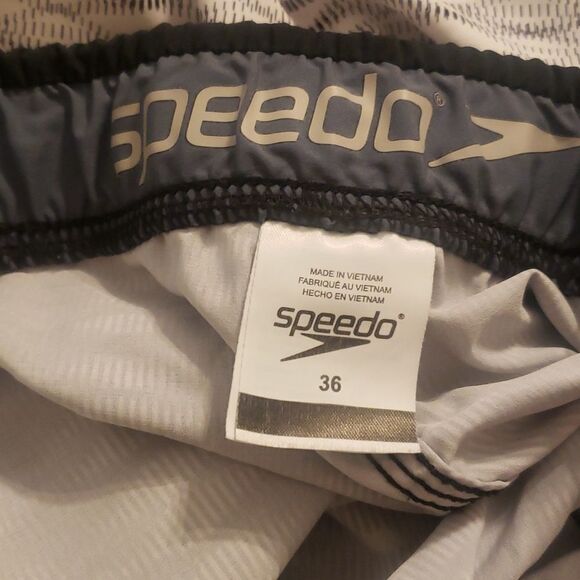 speedo®
MADE IN VIETNAM
FABRIQUÉ AU VIETNAM
HECHO EN VIETNAM
speedo®
36